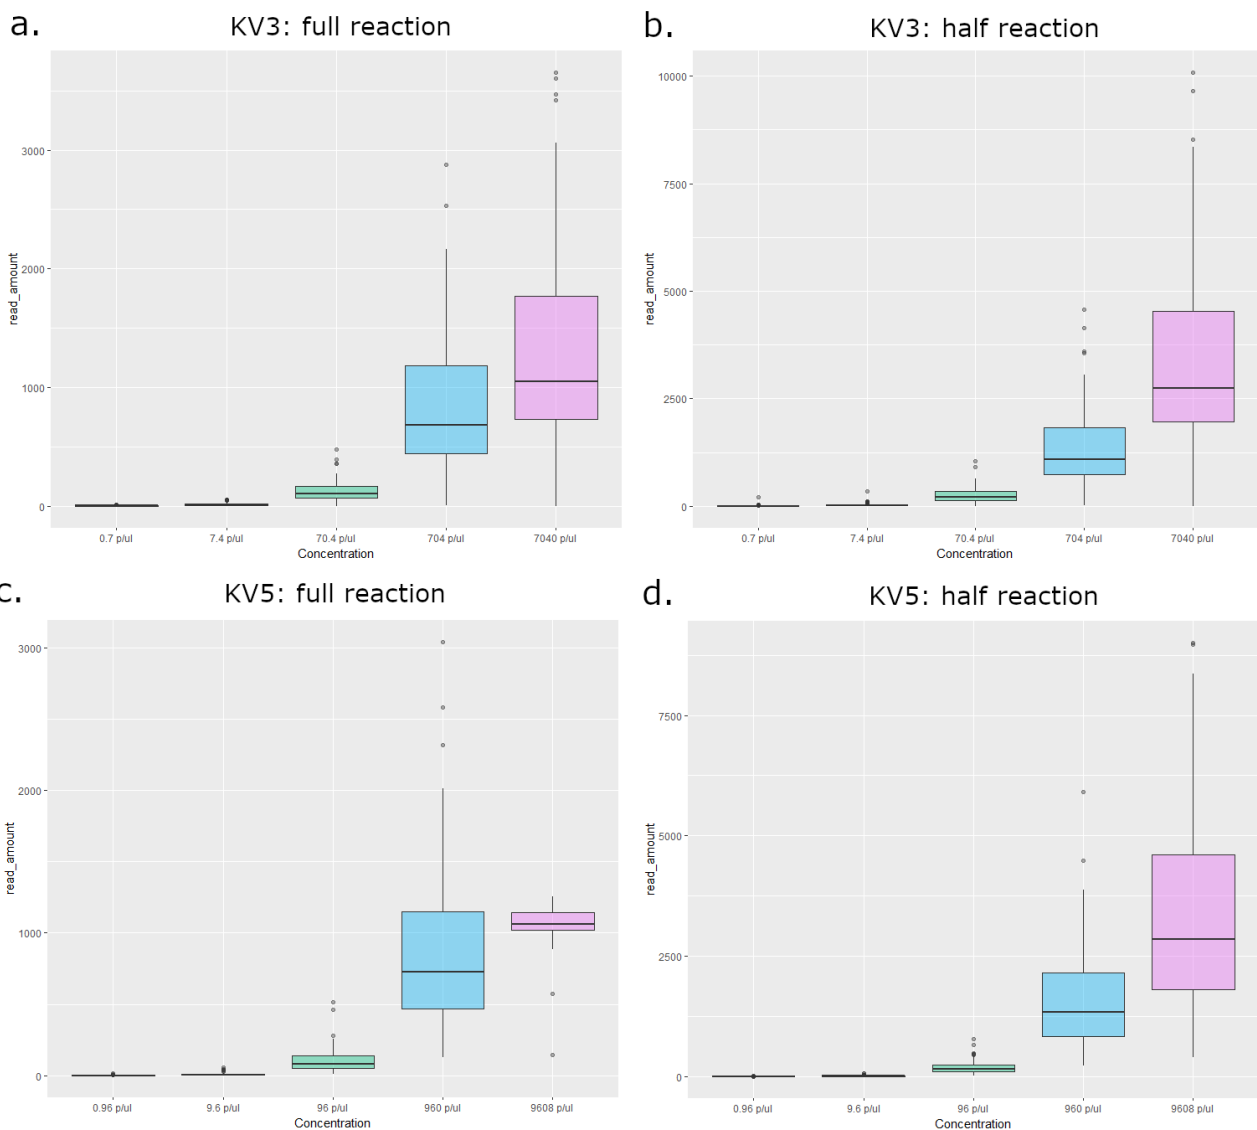 a. KV3: full reaction
read_amount
3000
2000
1000
0
0.7 p/ul 7.4 p/ul 70.4 p/ul 704 p/ul 7040 p/ul
Concentration
b. KV3: half reaction
read_amount
10000
7500
5000
2500
0
0.7 p/ul 7.4 p/ul 70.4 p/ul 704 p/ul 7040 p/ul
Concentration
c. KV5: full reaction
read_amount
3000
2000
1000
0
0.96 p/ul 9.6 p/ul 96 p/ul 960 p/ul 9608 p/ul
Concentration
d. KV5: half reaction
read_amount
7500
5000
2500
0
0.96 p/ul 9.6 p/ul 96 p/ul 960 p/ul 9608 p/ul
Concentration